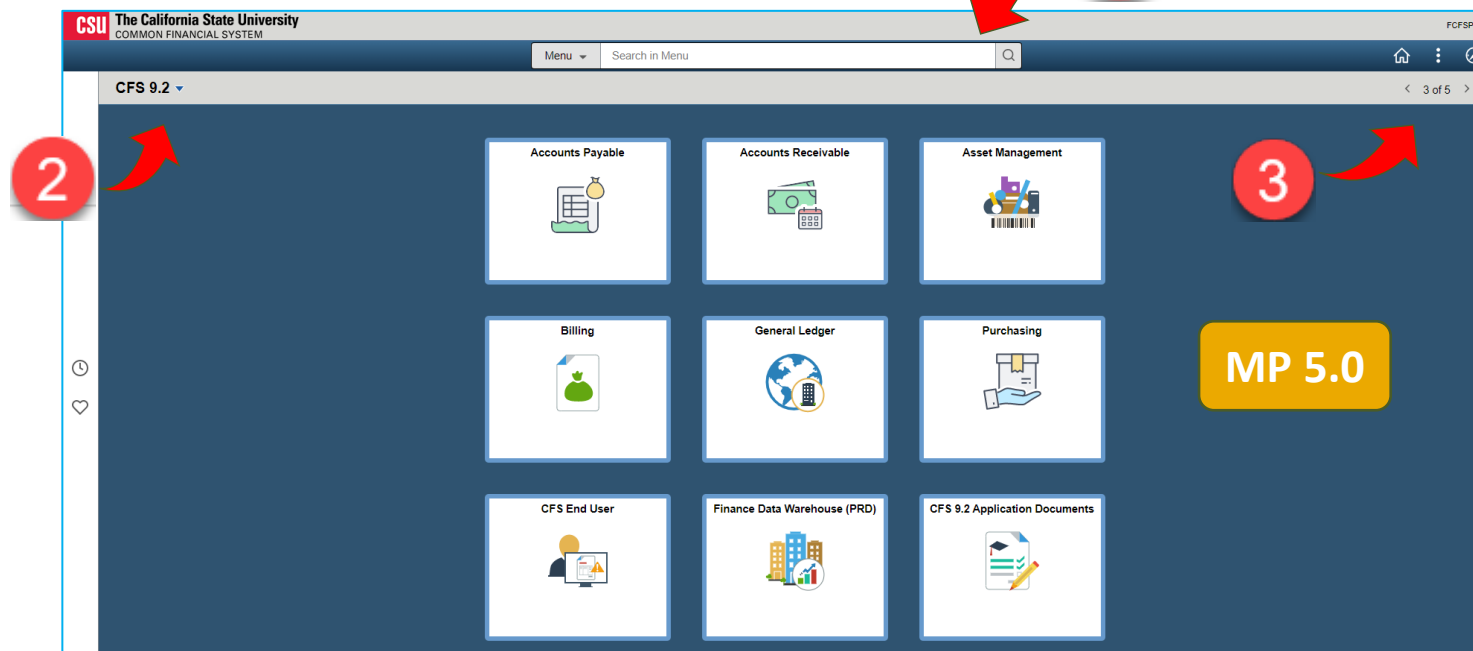 CSU The California State University
COMMON FINANCIAL SYSTEM
FCFSP
Menu Search in Menu
CFS 9.2
3 of 5
2
3
Accounts Payable
Accounts Receivable
Asset Management
Billing
General Ledger
Purchasing
MP 5.0
CFS End User
Finance Data Warehouse (PRD)
CFS 9.2 Application Documents